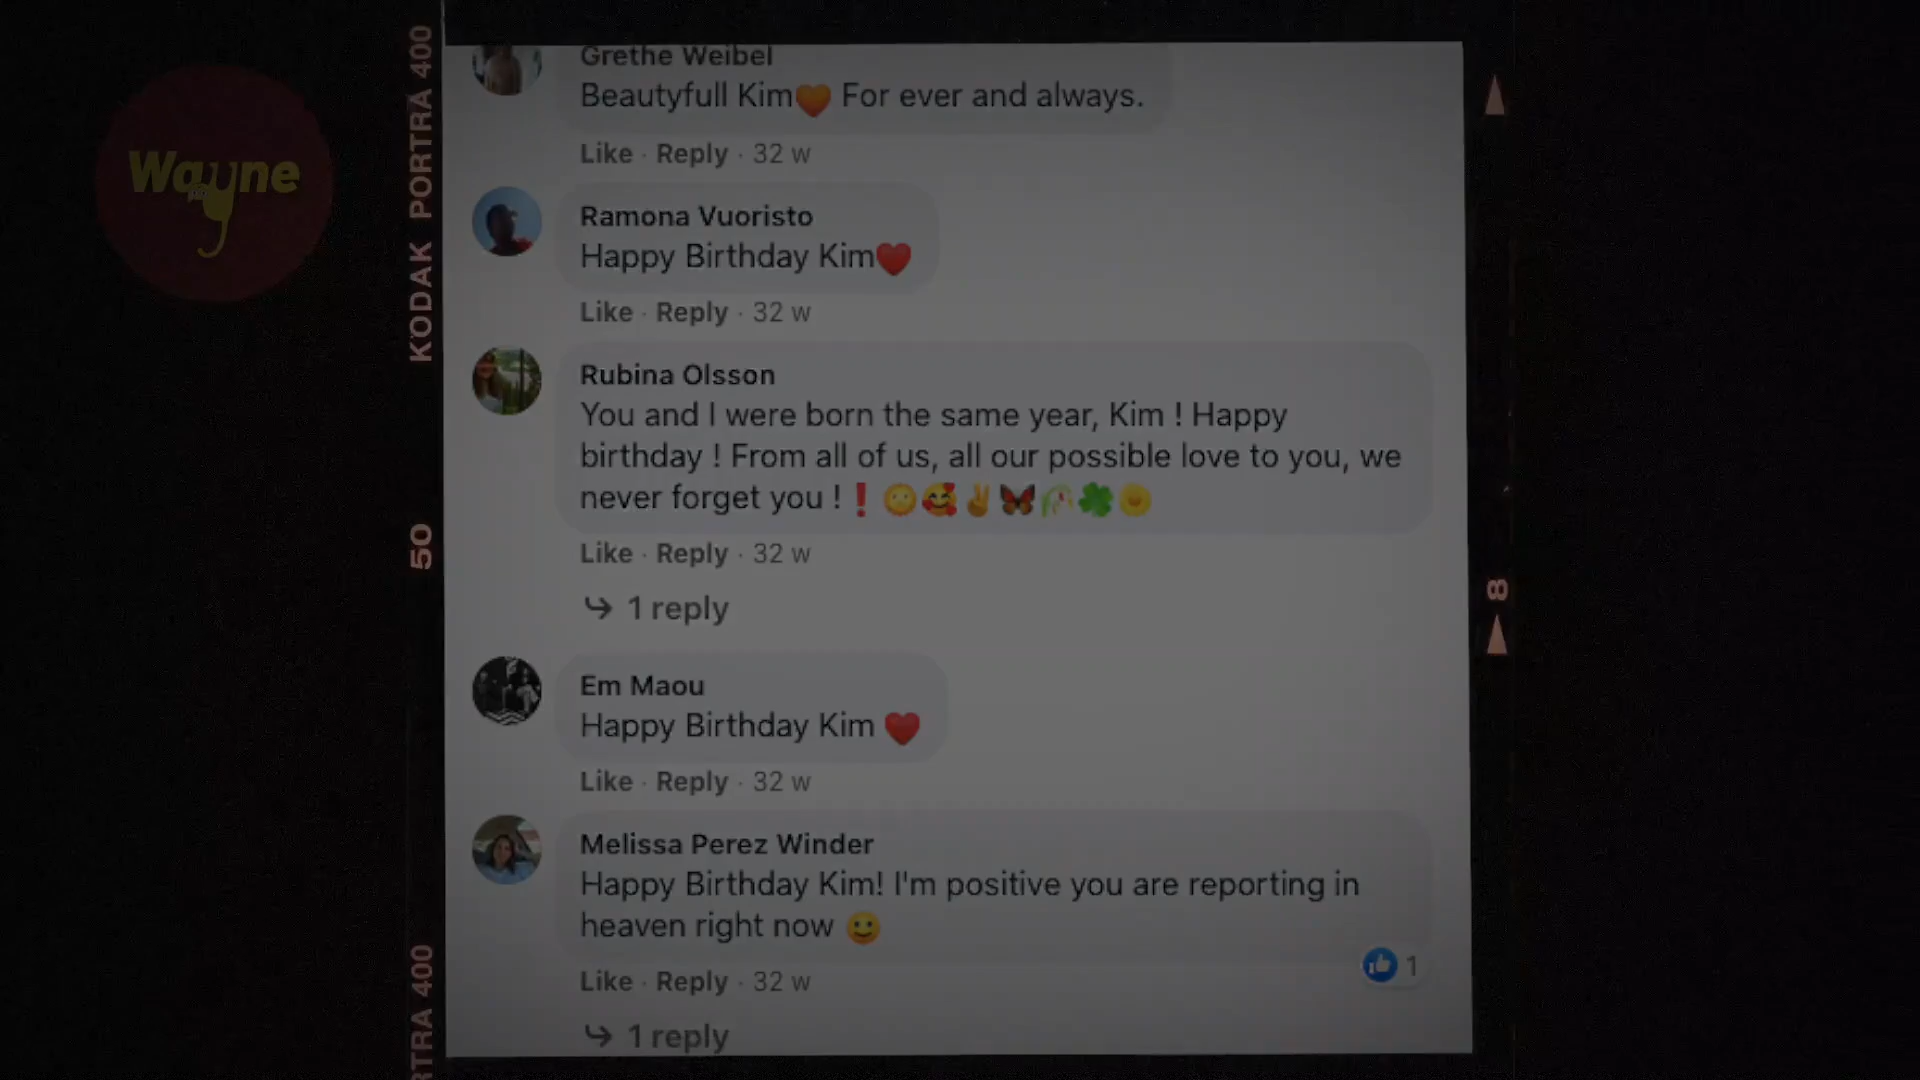 Wayne
KODAK PORTRA 400
50
RTRA 400
Grethe Weibel
Beautyfull Kim🧡 For ever and always.
Like · Reply · 32 w
Ramona Vuoristo
Happy Birthday Kim❤️
Like · Reply · 32 w
Rubina Olsson
You and I were born the same year, Kim ! Happy
birthday ! From all of us, all our possible love to you, we
never forget you ! ❗
Like · Reply · 32 w
1 reply
Em Maou
Happy Birthday Kim ❤️
Like · Reply · 32 w
Melissa Perez Winder
Happy Birthday Kim! I'm positive you are reporting in
heaven right now 🙂
1
Like · Reply · 32 w
1 reply
8